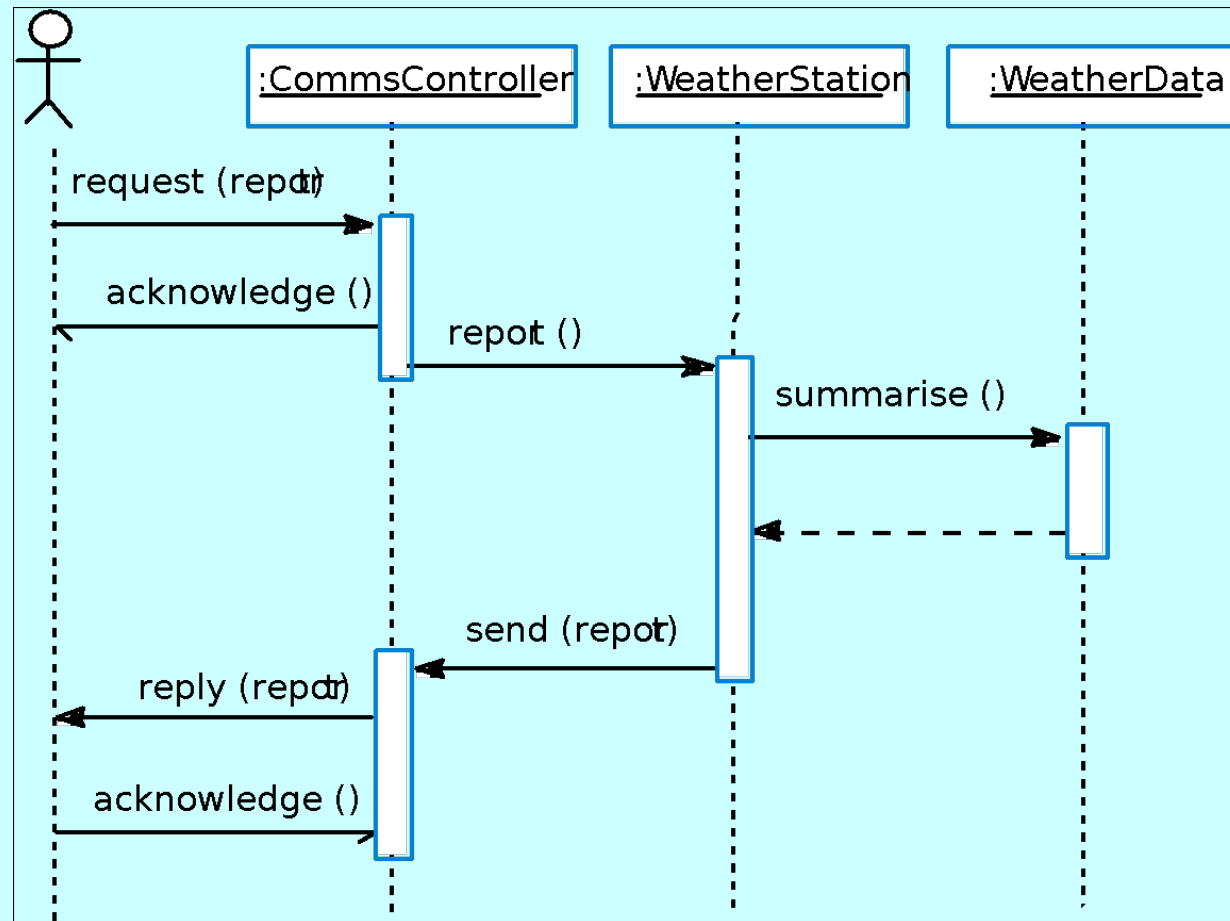 :CommsController
:WeatherStation
:WeatherData
request (report)
acknowledge ()
report ()
summarise ()
send (report)
reply (report)
acknowledge ()